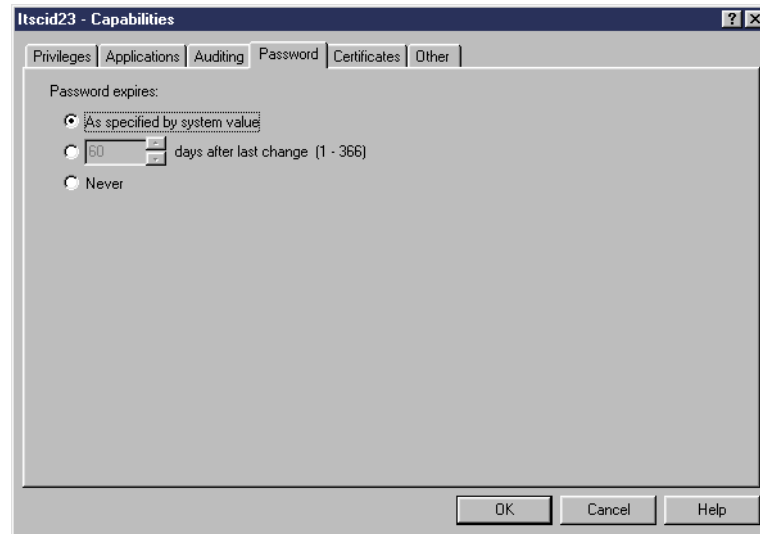 Itscid23 - Capabilities
Privileges Applications Auditing Password Certificates Other
Password expires:
As specified by system value
60 days after last change (1 - 366)
Never
OK Cancel Help